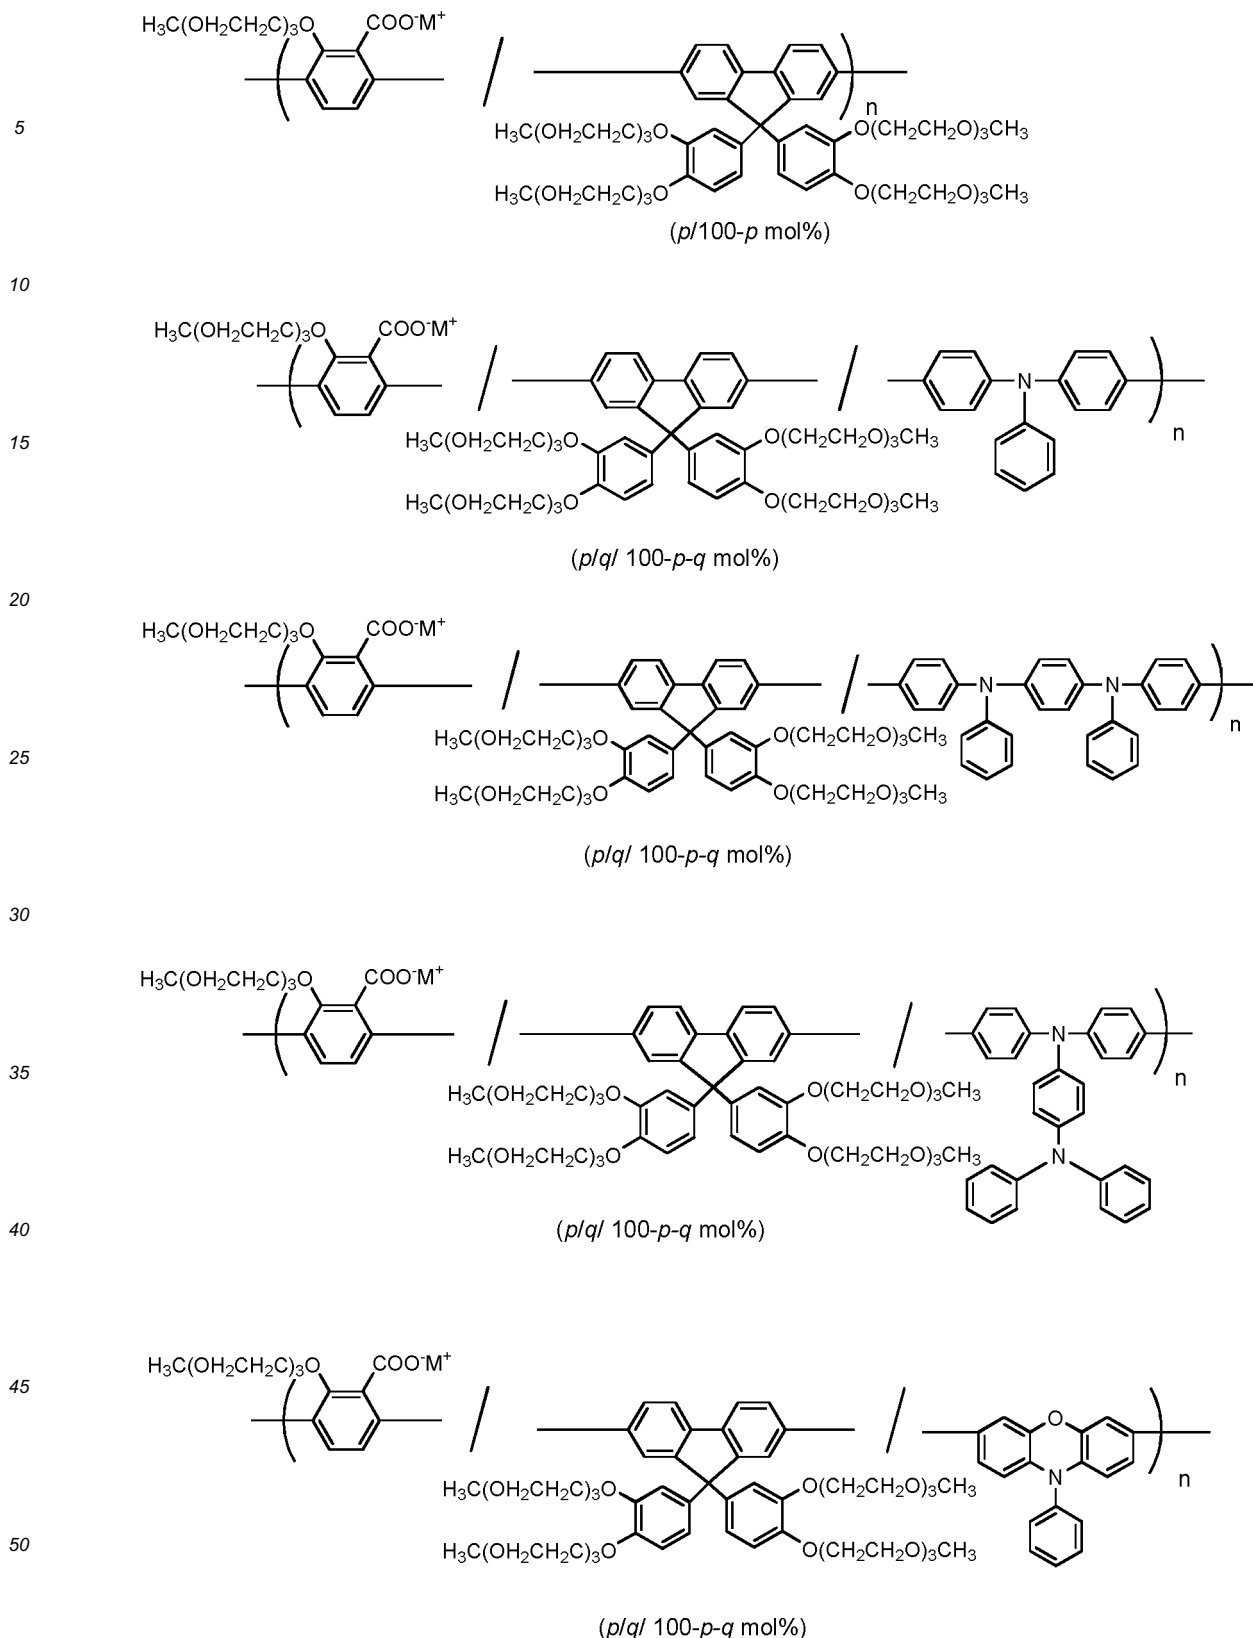 H₃C(OH₂CH₂C)₃O COO⁻M⁺
n
5
H₃C(OH₂CH₂C)₃O O(CH₂CH₂O)₃CH₃
H₃C(OH₂CH₂C)₃O O(CH₂CH₂O)₃CH₃
(p/100-p mol%)
10
H₃C(OH₂CH₂C)₃O COO⁻M⁺
N
15
n
H₃C(OH₂CH₂C)₃O O(CH₂CH₂O)₃CH₃
H₃C(OH₂CH₂C)₃O O(CH₂CH₂O)₃CH₃
(p/q/ 100-p-q mol%)
20
H₃C(OH₂CH₂C)₃O COO⁻M⁺
N N
n
H₃C(OH₂CH₂C)₃O O(CH₂CH₂O)₃CH₃
25
H₃C(OH₂CH₂C)₃O O(CH₂CH₂O)₃CH₃
(p/q/ 100-p-q mol%)
30
H₃C(OH₂CH₂C)₃O COO⁻M⁺
N
35
n
H₃C(OH₂CH₂C)₃O O(CH₂CH₂O)₃CH₃
H₃C(OH₂CH₂C)₃O O(CH₂CH₂O)₃CH₃
N
40
(p/q/ 100-p-q mol%)
H₃C(OH₂CH₂C)₃O COO⁻M⁺
45
O
N
n
H₃C(OH₂CH₂C)₃O O(CH₂CH₂O)₃CH₃
50
H₃C(OH₂CH₂C)₃O O(CH₂CH₂O)₃CH₃
(p/q/ 100-p-q mol%)